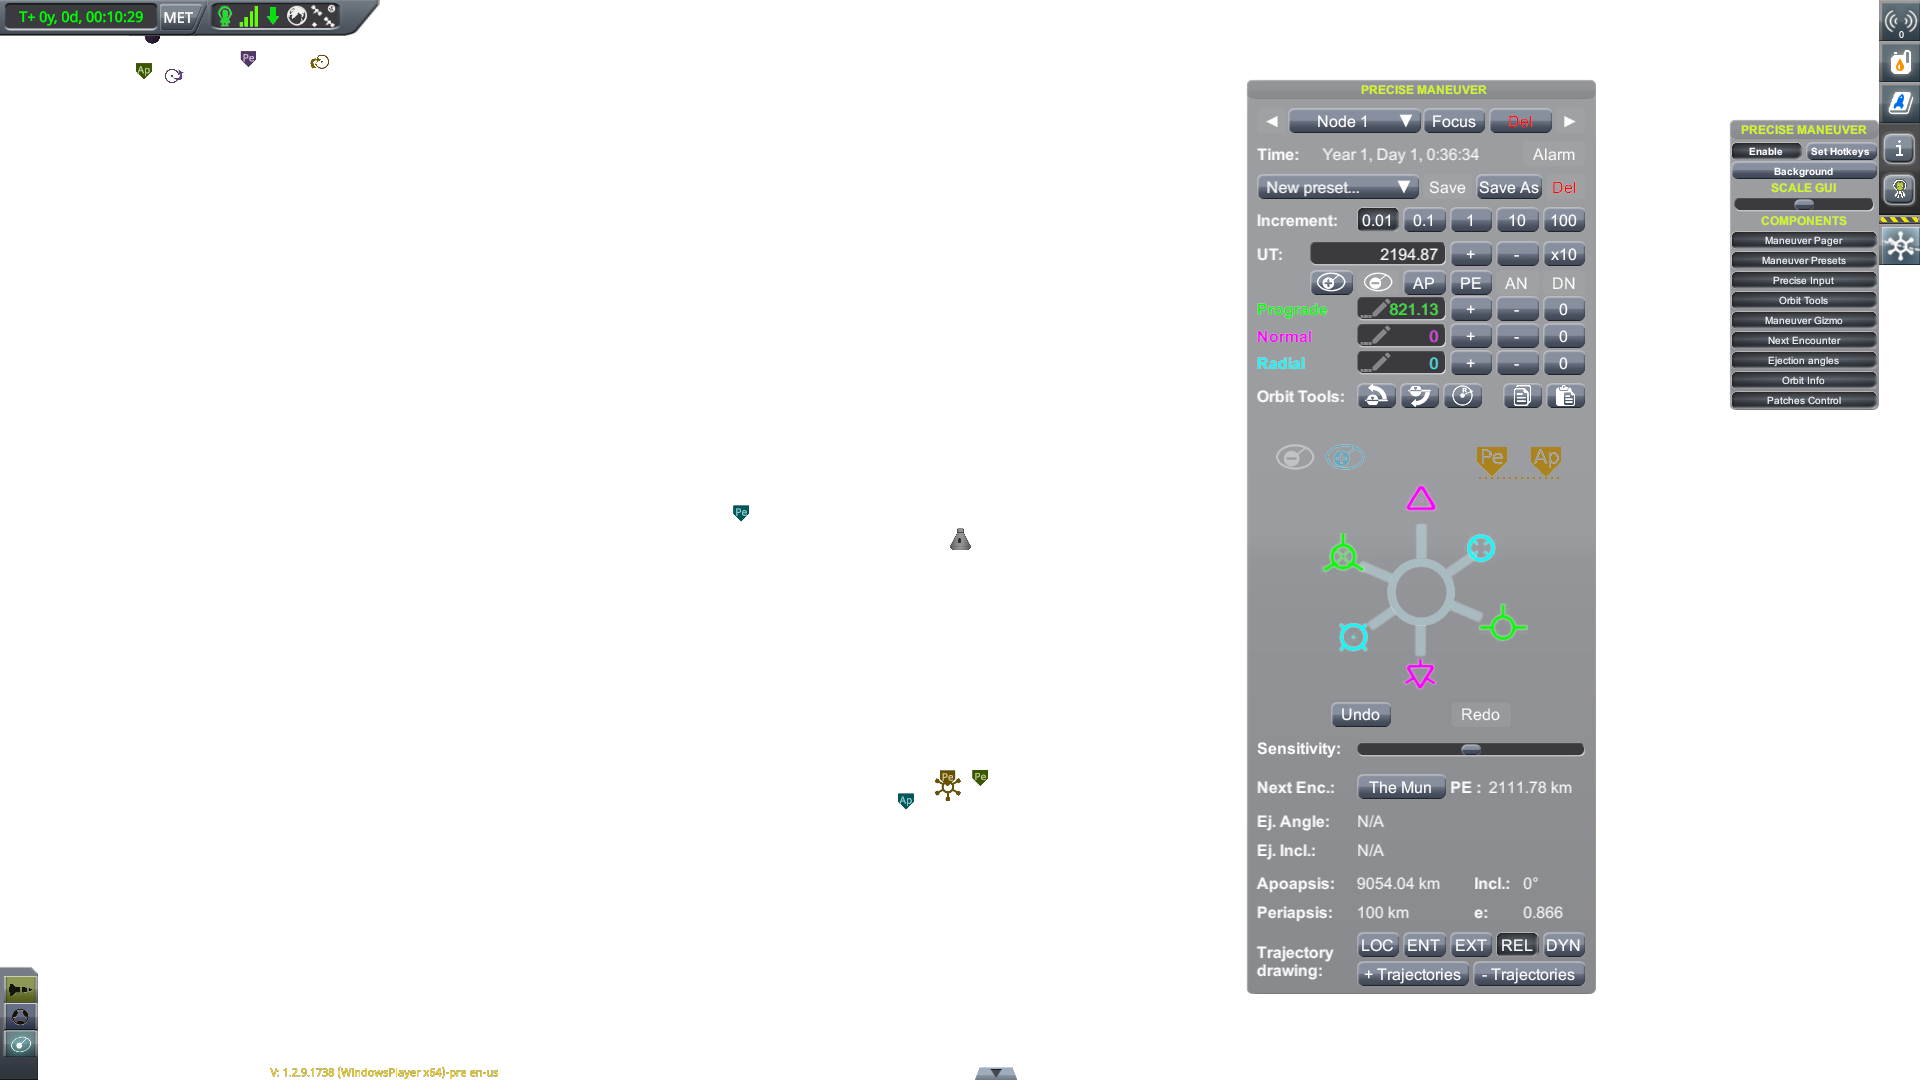 T+ 0y, 0d, 00:10:29 MET
0
Ap
Pe
PRECISE MANEUVER
Node 1 Focus Del
Time: Year 1, Day 1, 0:36:34 Alarm
New preset... Save Save As Del
Increment: 0.01 0.1 1 10 100
UT: 2194.87 + - x10
AP PE AN DN
Prograde 821.13 + - 0
Normal 0 + - 0
Radial 0 + - 0
Orbit Tools:
Pe Ap
Undo Redo
Sensitivity:
Next Enc.: The Mun PE : 2111.78 km
Ej. Angle: N/A
Ej. Incl.: N/A
Apoapsis: 9054.04 km Incl.: 0°
Periapsis: 100 km e: 0.866
Trajectory drawing: LOC ENT EXT REL DYN
+ Trajectories - Trajectories
PRECISE MANEUVER
Enable Set Hotkeys
Background
SCALE GUI
COMPONENTS
Maneuver Pager
Maneuver Presets
Precise Input
Orbit Tools
Maneuver Gizmo
Next Encounter
Ejection angles
Orbit Info
Patches Control
Pe
Pe
Pe
Ap
V: 1.2.9.1738 (WindowsPlayer x64)-pre en-us